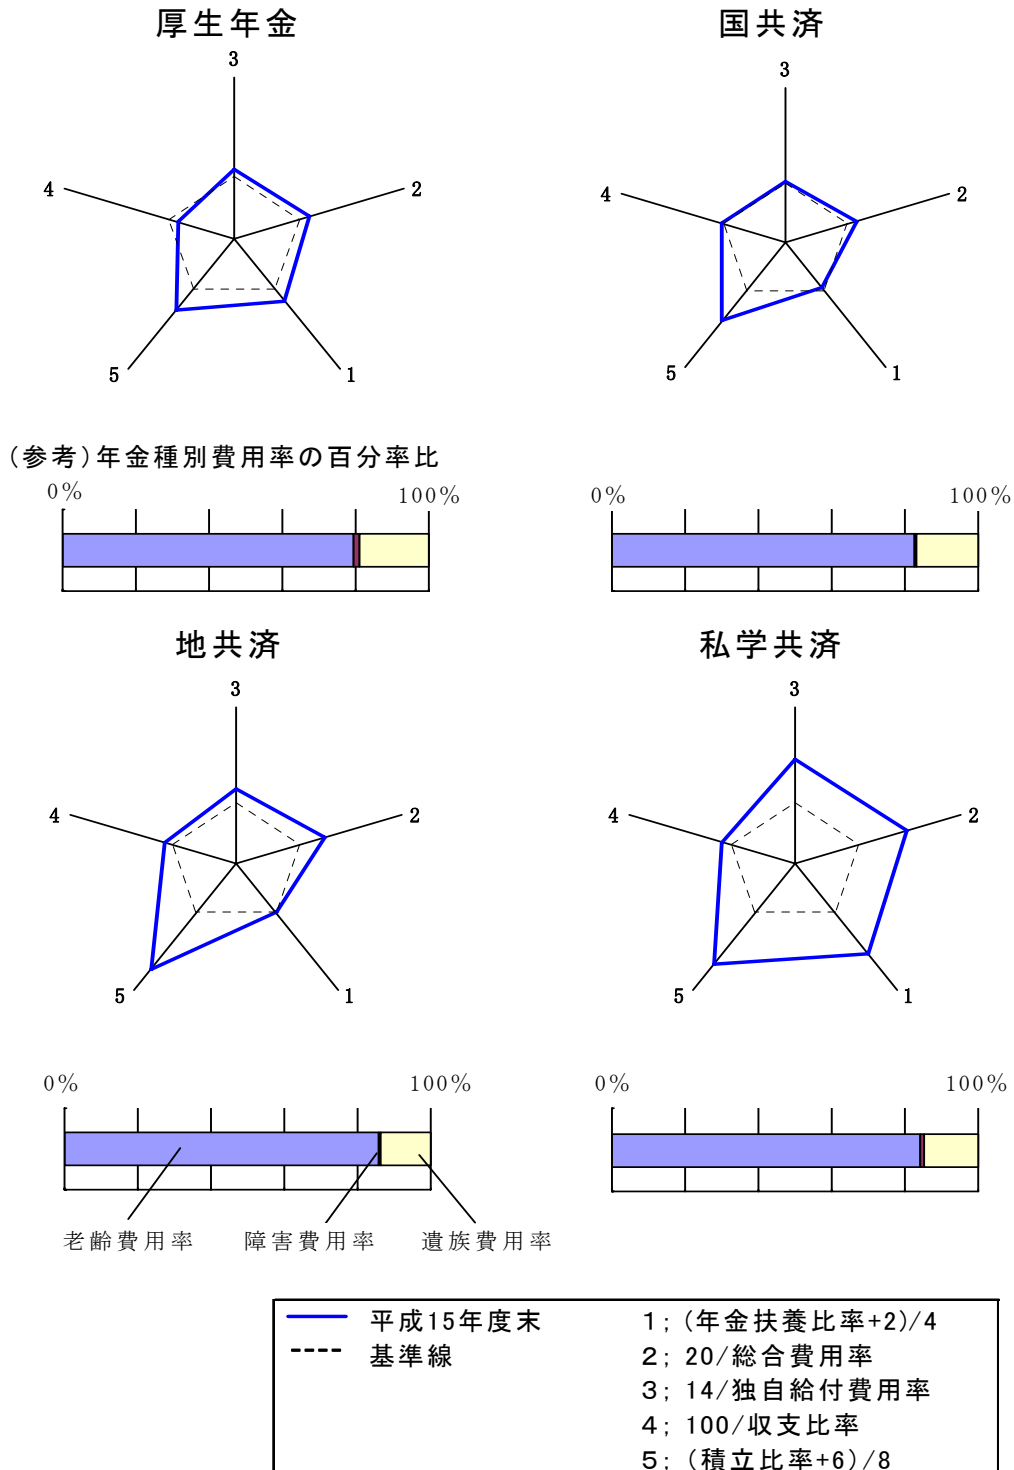 厚生年金
国共済
3
3
4
2
4
2
5
1
5
1
(参考)年金種別費用率の百分率比
0%
100%
0%
100%
地共済
私学共済
3
3
4
2
4
2
5
1
5
1
0%
100%
0%
100%
老齢費用率
障害費用率
遺族費用率
平成15年度末
基準線
1; (年金扶養比率+2)/4
2; 20/総合費用率
3; 14/独自給付費用率
4; 100/収支比率
5; (積立比率+6)/8